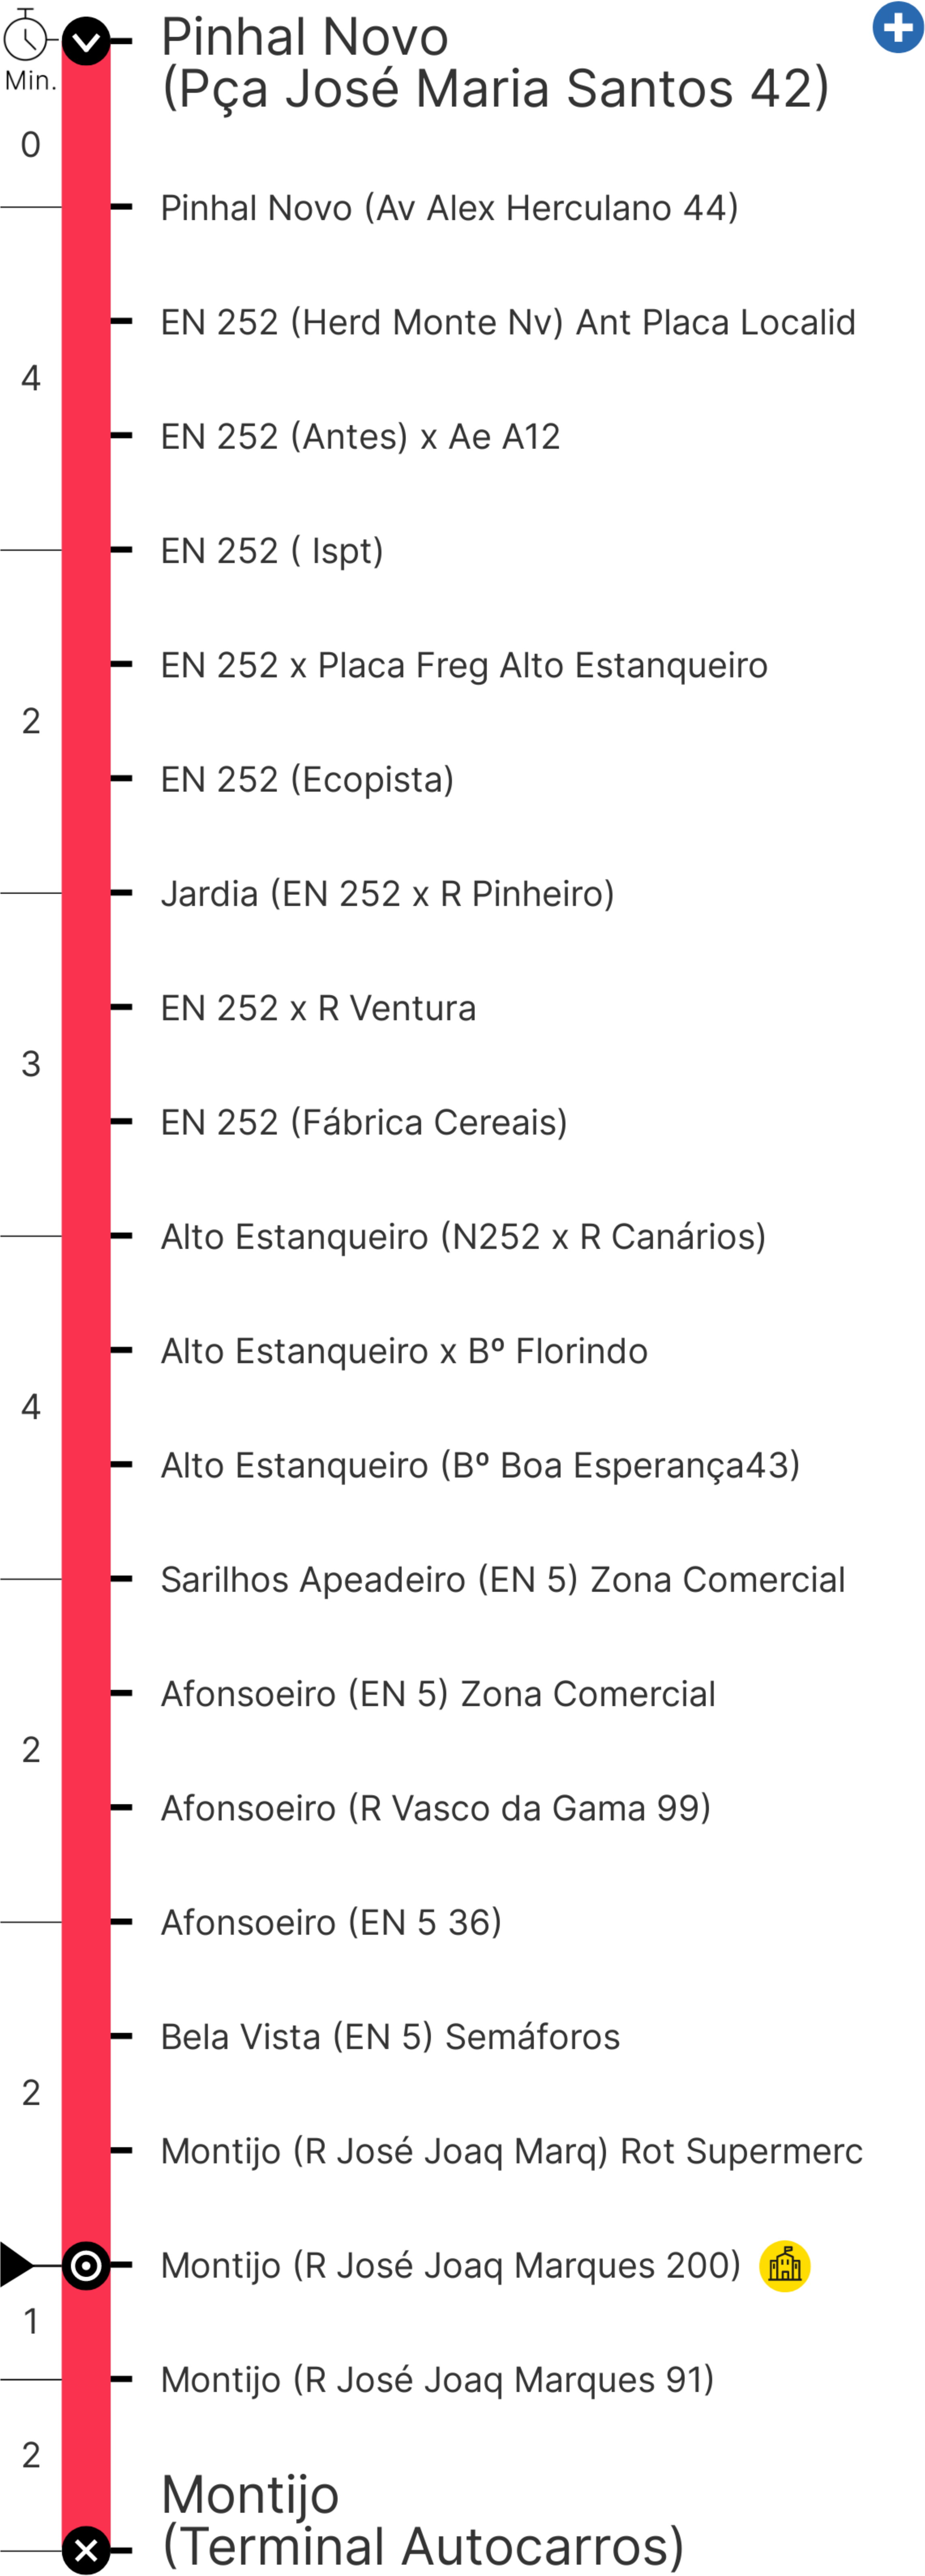 Pinhal Novo
(Pça José Maria Santos 42)
Min.
0
Pinhal Novo (Av Alex Herculano 44)
EN 252 (Herd Monte Nv) Ant Placa Localid
4
EN 252 (Antes) x Ae A12
EN 252 ( Ispt)
EN 252 x Placa Freg Alto Estanqueiro
2
EN 252 (Ecopista)
Jardia (EN 252 x R Pinheiro)
EN 252 x R Ventura
3
EN 252 (Fábrica Cereais)
Alto Estanqueiro (N252 x R Canários)
Alto Estanqueiro x Bº Florindo
4
Alto Estanqueiro (Bº Boa Esperança43)
Sarilhos Apeadeiro (EN 5) Zona Comercial
Afonsoeiro (EN 5) Zona Comercial
2
Afonsoeiro (R Vasco da Gama 99)
Afonsoeiro (EN 5 36)
Bela Vista (EN 5) Semáforos
2
Montijo (R José Joaq Marq) Rot Supermerc
Montijo (R José Joaq Marques 200)
1
Montijo (R José Joaq Marques 91)
2
Montijo
(Terminal Autocarros)